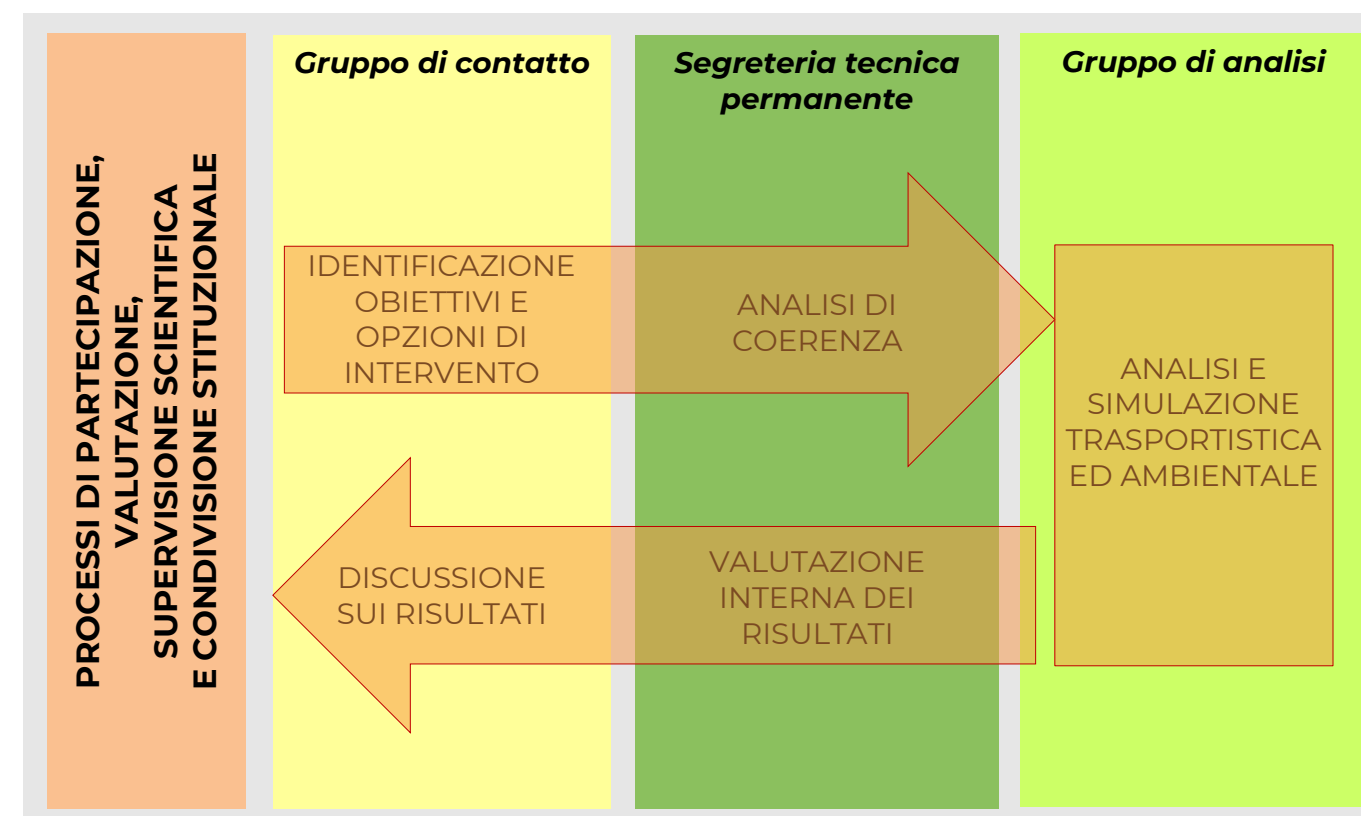 PROCESSI DI PARTECIPAZIONE,
VALUTAZIONE,
SUPERVISIONE SCIENTIFICA
E CONDIVISIONE STITUZIONALE
Gruppo di contatto
Segreteria tecnica
permanente
Gruppo di analisi
IDENTIFICAZIONE
OBIETTIVI E
OPZIONI DI
INTERVENTO
ANALISI DI
COERENZA
ANALISI E
SIMULAZIONE
TRASPORTISTICA
ED AMBIENTALE
DISCUSSIONE
SUI RISULTATI
VALUTAZIONE
INTERNA DEI
RISULTATI